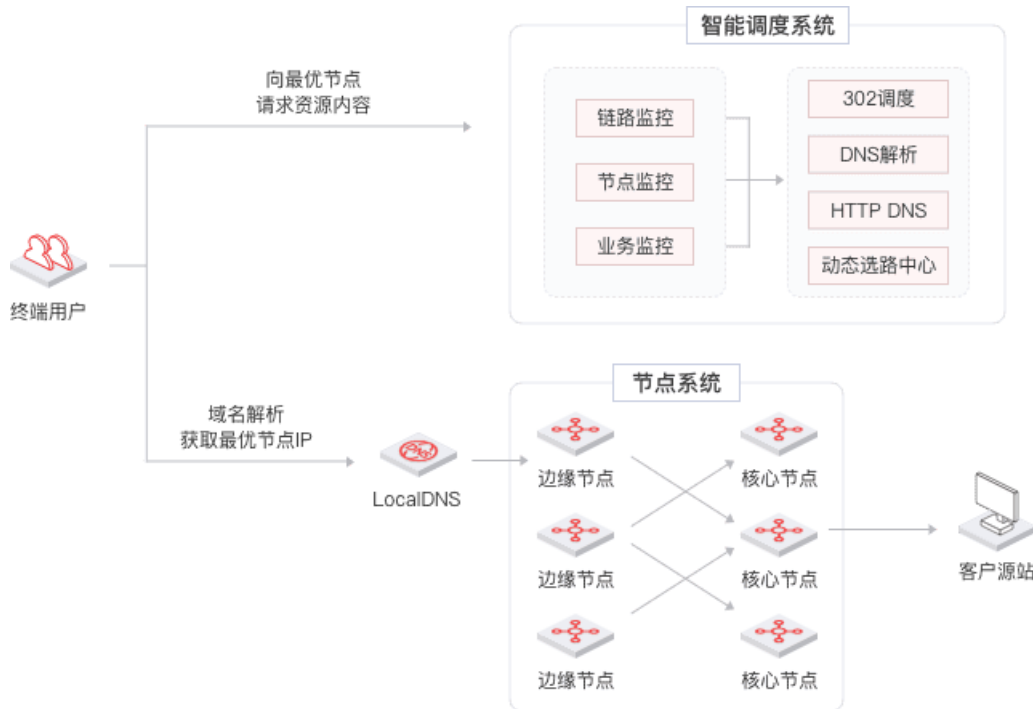 智能调度系统
向最优节点
请求资源内容
链路监控
节点监控
业务监控
302调度
DNS解析
HTTP DNS
动态选路中心
终端用户
域名解析
获取最优节点IP
DNS
LocalDNS
节点系统
边缘节点
核心节点
边缘节点
核心节点
边缘节点
核心节点
客户源站